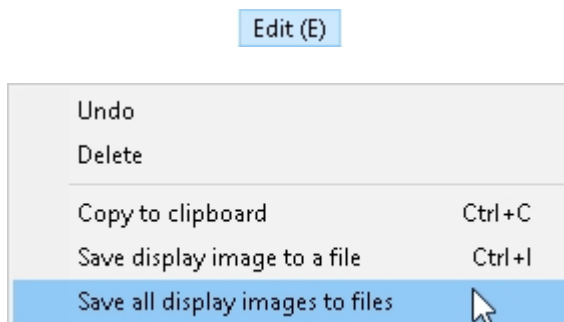 Edit (E)
Undo
Delete
Copy to clipboard Ctrl+C
Save display image to a file Ctrl+I
Save all display images to files